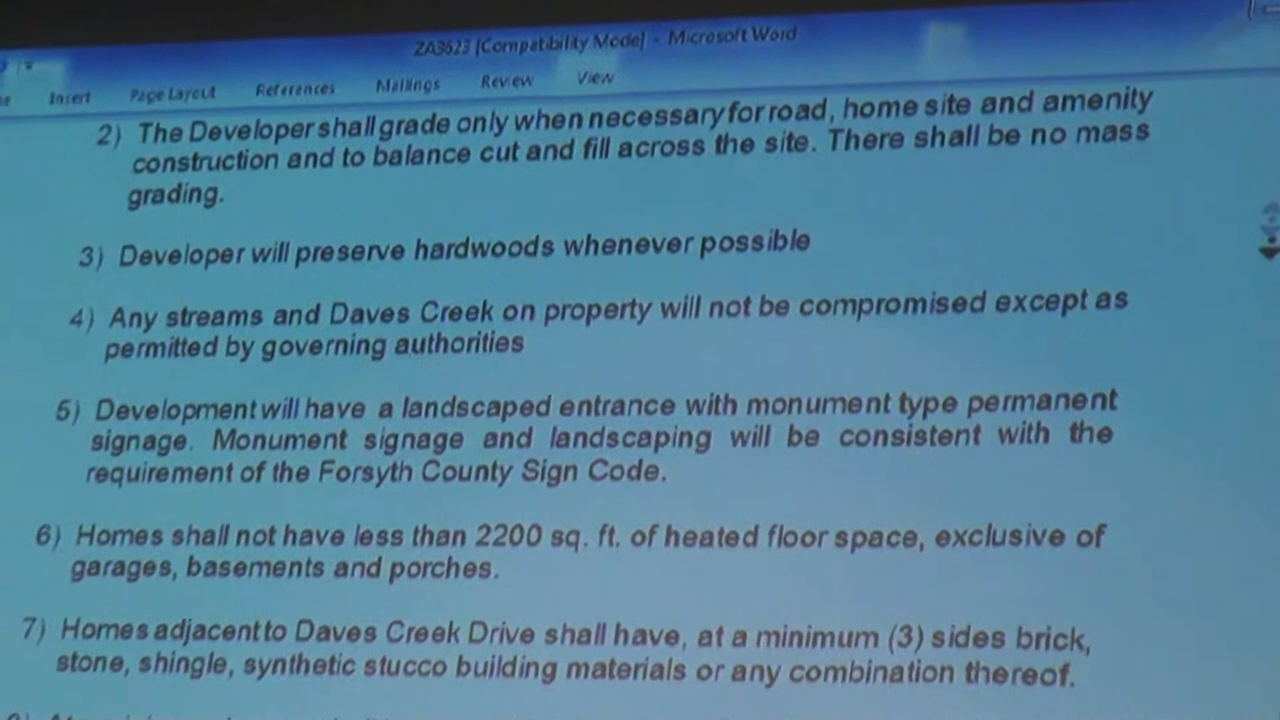 ZA3623 [Compatibility Mode] - Microsoft Word
Insert Page Layout References Mailings Review View
2) The Developer shall grade only when necessary for road, home site and amenity
construction and to balance cut and fill across the site. There shall be no mass
grading.
3) Developer will preserve hardwoods whenever possible
4) Any streams and Daves Creek on property will not be compromised except as
permitted by governing authorities
5) Development will have a landscaped entrance with monument type permanent
signage. Monument signage and landscaping will be consistent with the
requirement of the Forsyth County Sign Code.
6) Homes shall not have less than 2200 sq. ft. of heated floor space, exclusive of
garages, basements and porches.
7) Homes adjacent to Daves Creek Drive shall have, at a minimum (3) sides brick,
stone, shingle, synthetic stucco building materials or any combination thereof.